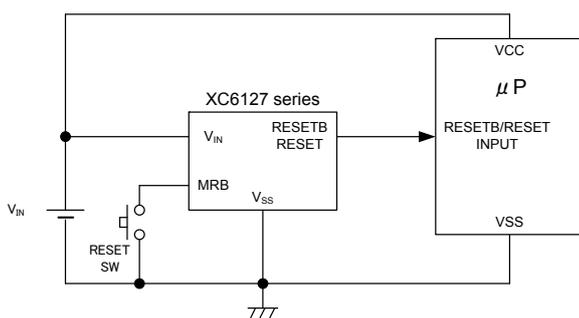 VCC
μP
XC6127 series
RESETB
RESET
VIN
RESETB/RESET
INPUT
MRB
VSS
VIN
RESET
SW
VSS